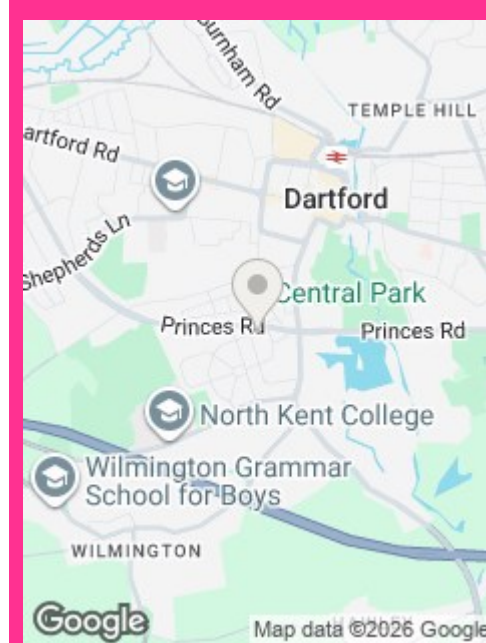 Burnham Rd
TEMPLE HILL
artford Rd
Dartford
Shepherds Ln
Central Park
Princes Rd
Princes Rd
North Kent College
Wilmington Grammar
School for Boys
WILMINGTON
Google
Map data ©2026 Google